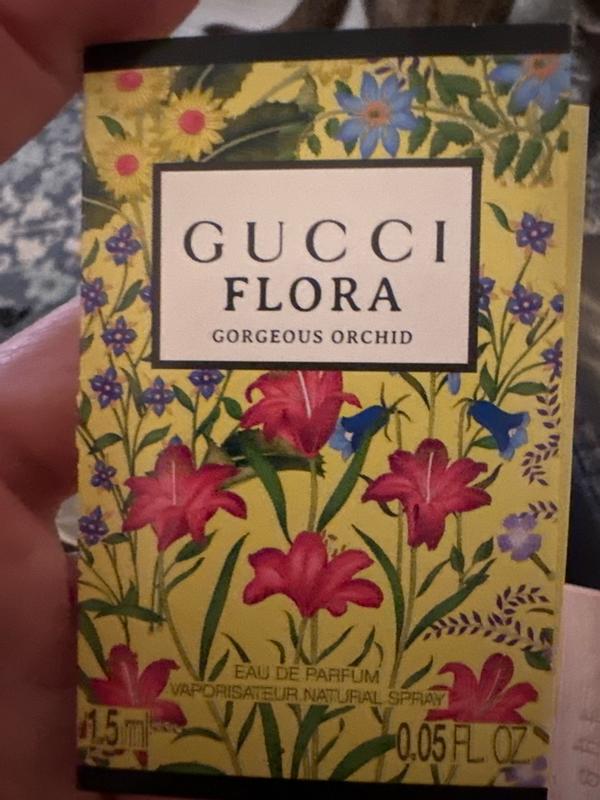 GUCCI
FLORA
GORGEOUS ORCHID
EAU DE PARFUM
VAPORISATEUR NATURAL SPRAY
1.5 ml 0.05 FL. OZ.